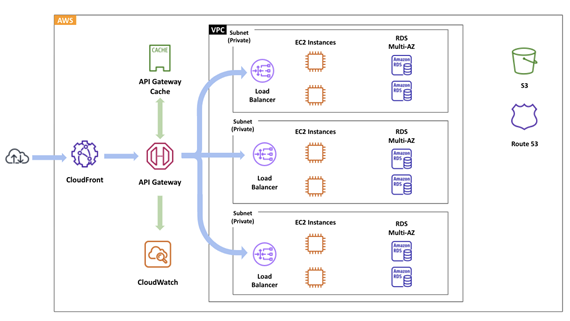 AWS
VPC
CACHE
API Gateway
Cache
CloudFront
API Gateway
CloudWatch
Subnet
(Private)
EC2 Instances
RDS
Multi-AZ
Load
Balancer
Amazon
RDS
Amazon
RDS
Subnet
(Private)
EC2 Instances
RDS
Multi-AZ
Load
Balancer
Amazon
RDS
Amazon
RDS
Subnet
(Private)
EC2 Instances
RDS
Multi-AZ
Load
Balancer
Amazon
RDS
Amazon
RDS
S3
Route 53